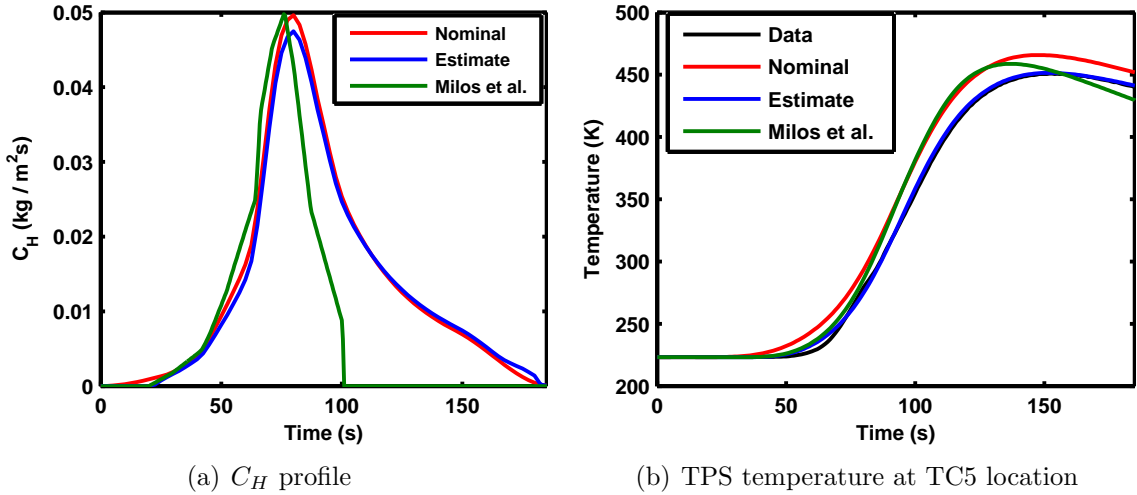 0.05
0.04
0.03
0.02
0.01
0
0
50
100
150
C_H (kg / m²s)
Time (s)
Nominal
Estimate
Milos et al.
(a) C_H profile
500
450
400
350
300
250
200
0
50
100
150
Temperature (K)
Time (s)
Data
Nominal
Estimate
Milos et al.
(b) TPS temperature at TC5 location